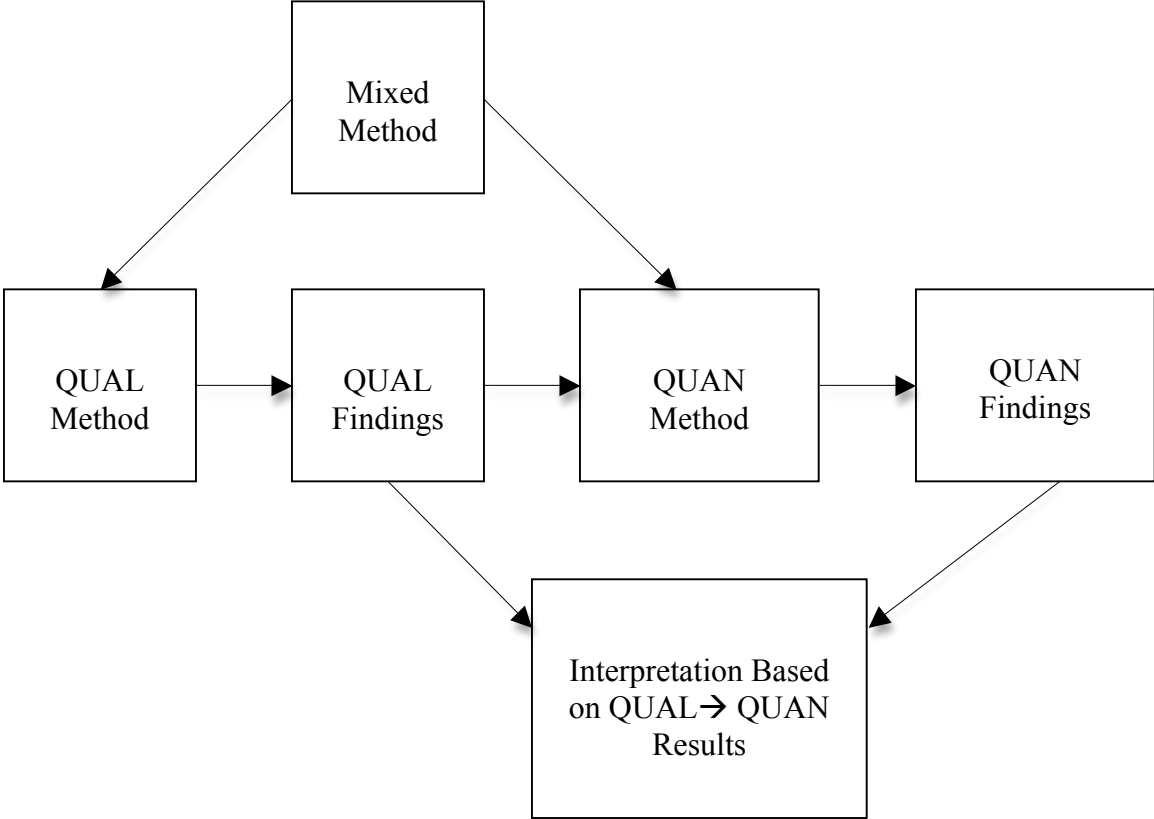 Mixed
Method
QUAL
Method
QUAL
Findings
QUAN
Method
QUAN
Findings
Interpretation Based
on QUAL→ QUAN
Results